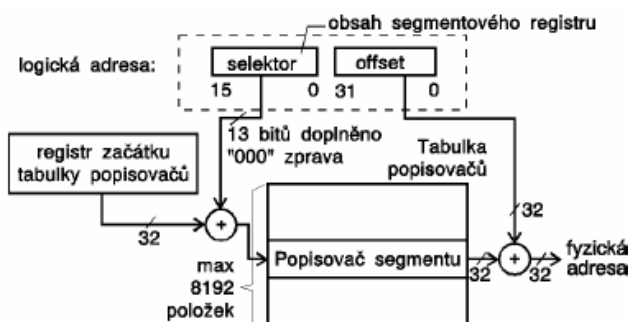 obsah segmentového registru
logická adresa:
selektor
offset
15
0
31
0
13 bitů doplněno
"000" zprava
Tabulka
popisovačů
registr začátku
tabulky popisovačů
32
+
32
max
8192
položek
Popisovač segmentu
32
+
32
fyzická
adresa